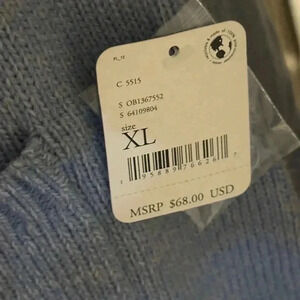 C 5515
S OB1367552
S 64109804
size
XL
MSRP $68.00 USD